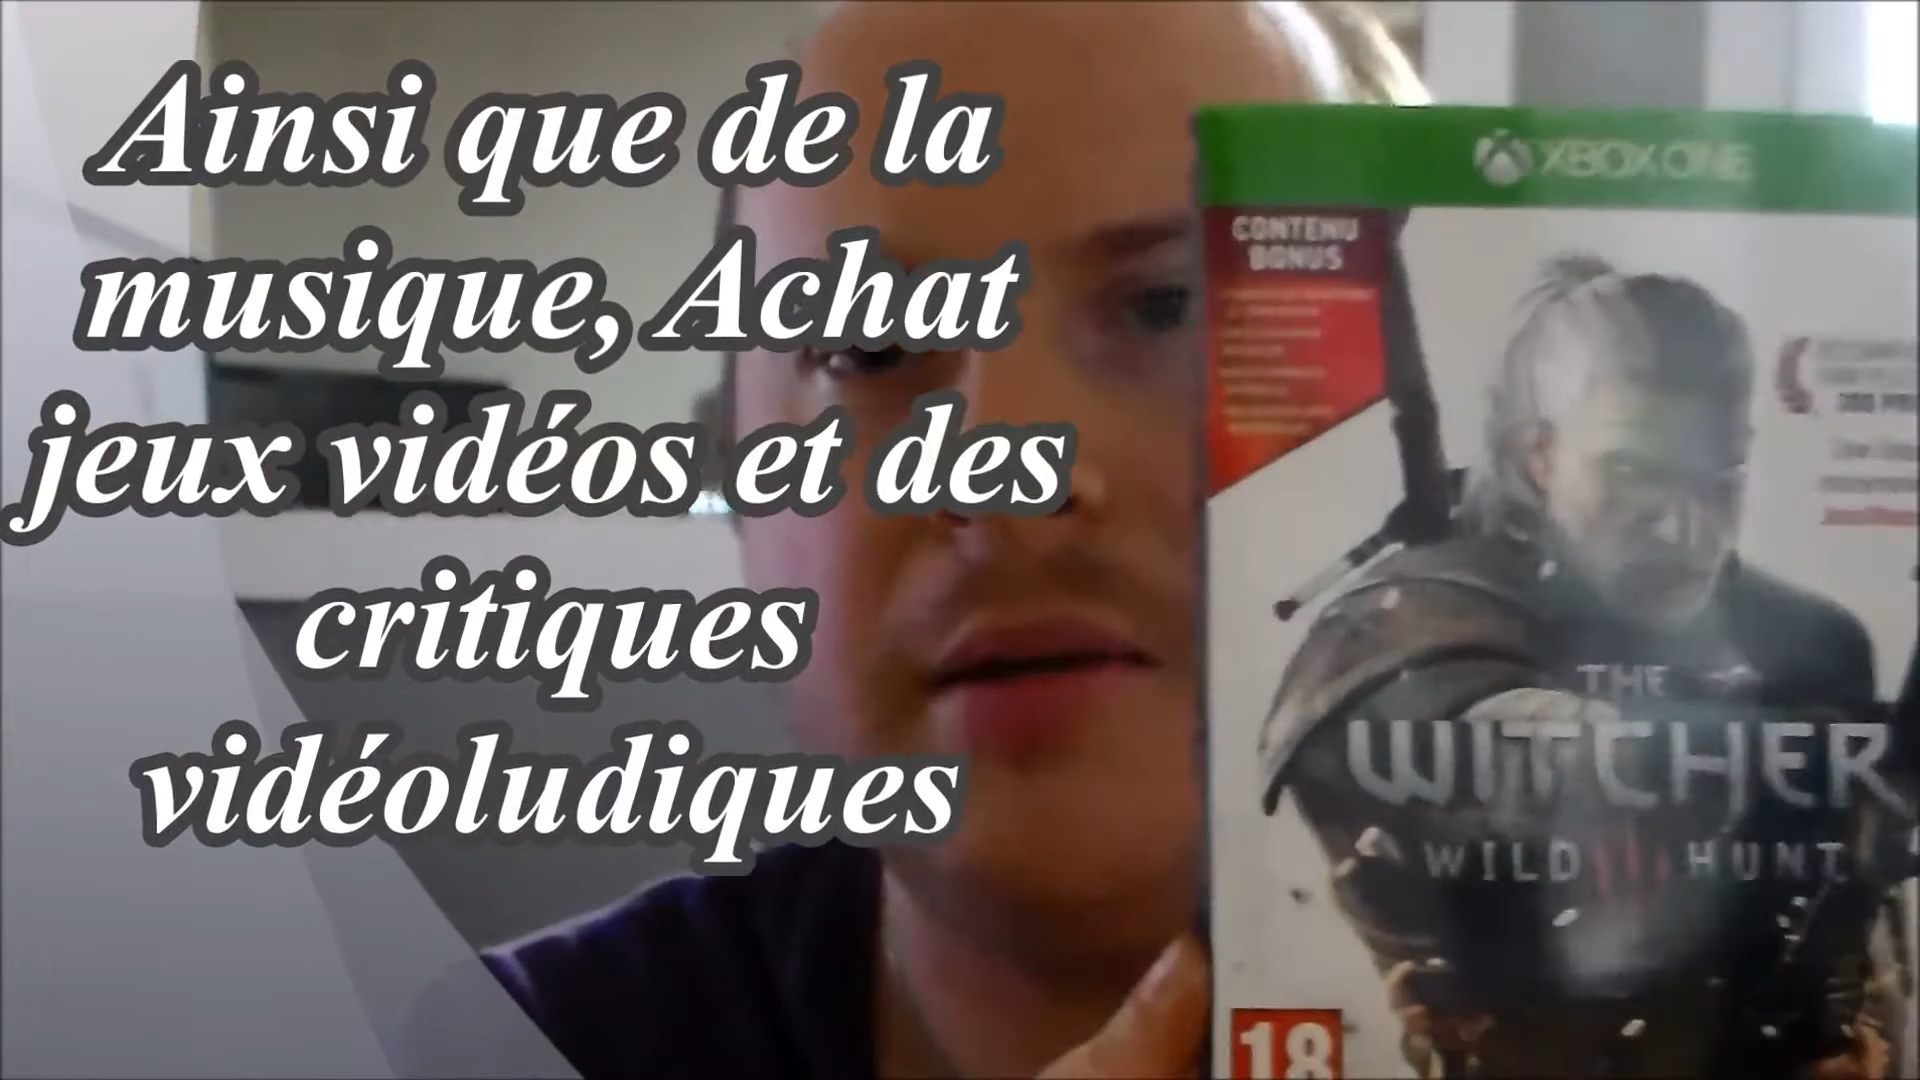 Ainsi que de la
musique, Achat
jeux vidéos et des
critiques
vidéoludiques
XBOX ONE
CONTENU
BONUS
THE
WITCHER
WILD III HUNT
18